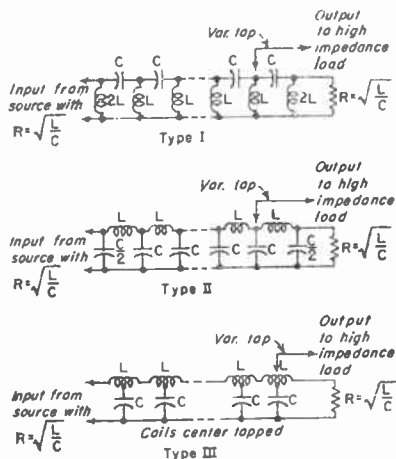 Output
to high
impedance
load
Var. tap
C C C C
Input from
source with
R=√L/C
2L L L L L 2L
R=√L/C
Type I
Output
to high
impedance
load
Var. tap
L L L L
Input from
source with
R=√L/C
C/2 C C C C C/2
R=√L/C
Type II
Output
to high
impedance
load
Var. tap
L L L L
Input from
source with
R=√L/C
C C C C
R=√L/C
Coils center tapped
Type III